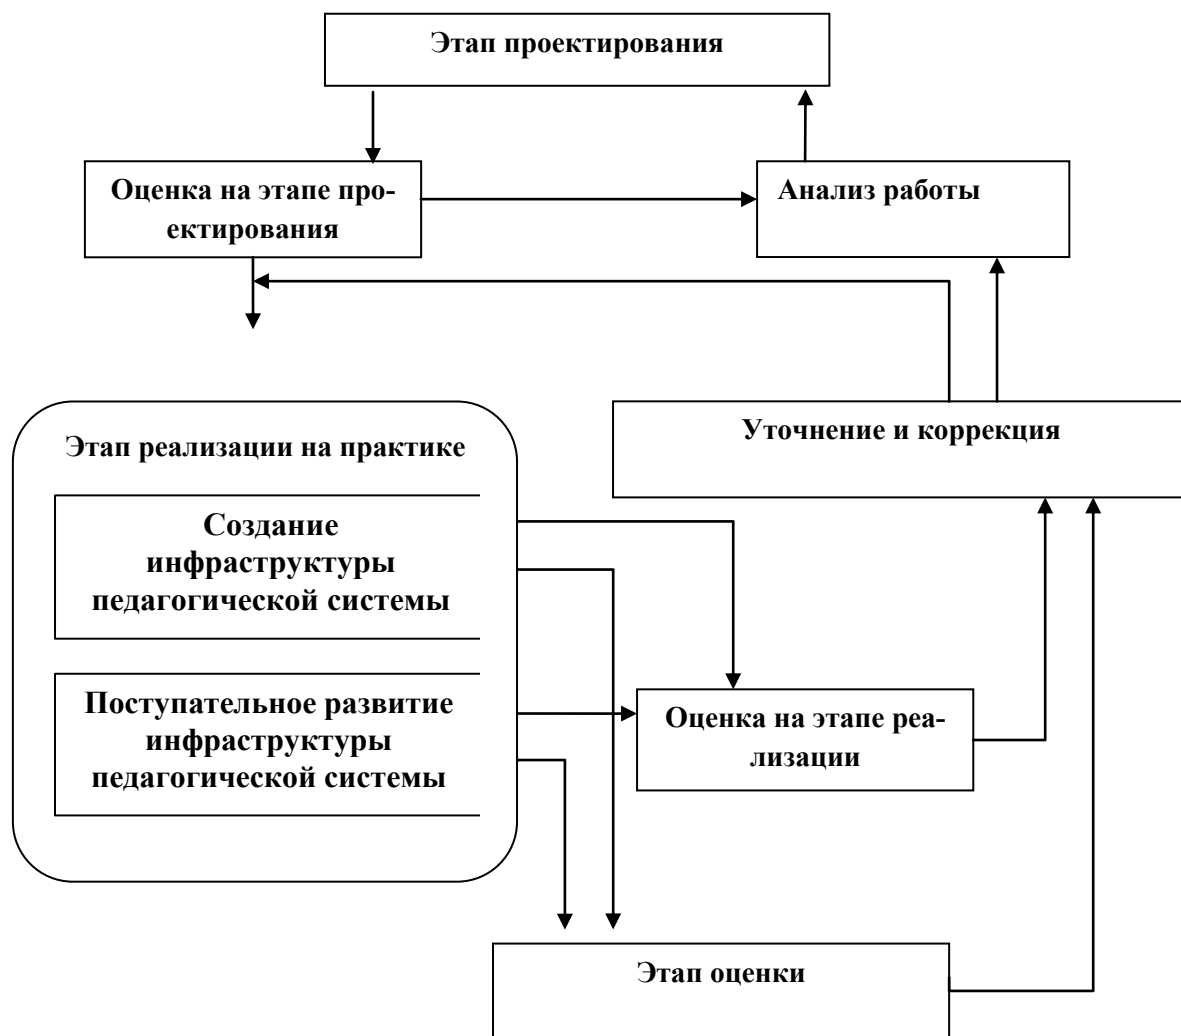 Этап проектирования
Оценка на этапе про-
ектирования
Анализ работы
Этап реализации на практике
Уточнение и коррекция
Создание
инфраструктуры
педагогической системы
Поступательное развитие
инфраструктуры
педагогической системы
Оценка на этапе реа-
лизации
Этап оценки